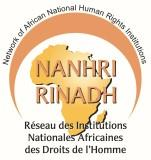 Network of African National Human Rights Institutions
NANHRI
RINADH
Réseau des Institutions
Nationales Africaines
des Droits de l'Homme